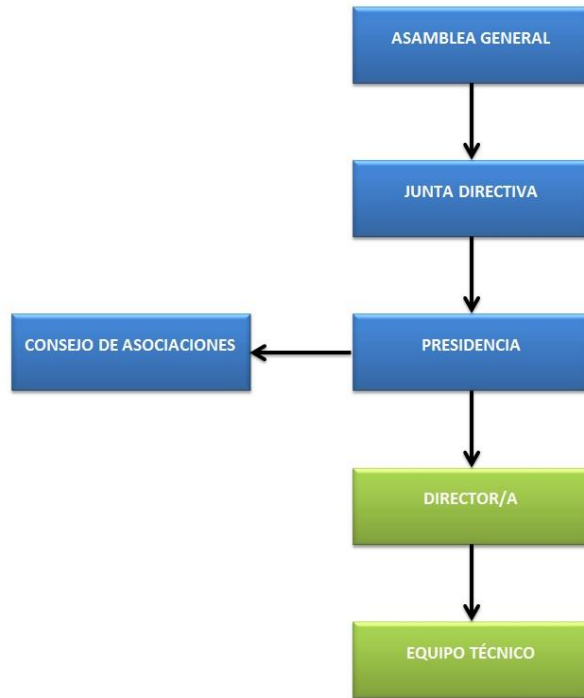 ASAMBLEA GENERAL
JUNTA DIRECTIVA
CONSEJO DE ASOCIACIONES
PRESIDENCIA
DIRECTOR/A
EQUIPO TÉCNICO